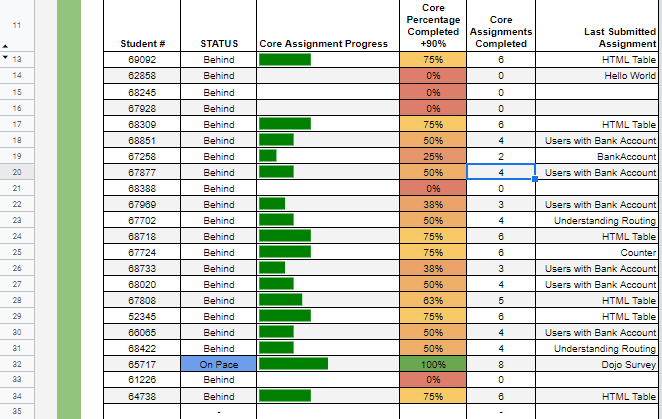 11
Student #
STATUS
Core Assignment Progress
Core
Percentage
Completed
+90%
Core
Assignments
Completed
Last Submitted
Assignment
13 69092 Behind 75% 6 HTML Table
14 62858 Behind 0% 0 Hello World
15 68245 Behind 0% 0
16 67928 Behind 0% 0
17 68309 Behind 75% 6 HTML Table
18 68851 Behind 50% 4 Users with Bank Account
19 67258 Behind 25% 2 BankAccount
20 67877 Behind 50% 4 Users with Bank Account
21 68388 Behind 0% 0
22 67969 Behind 38% 3 Users with Bank Account
23 67702 Behind 50% 4 Understanding Routing
24 68718 Behind 75% 6 HTML Table
25 67724 Behind 75% 6 Counter
26 68733 Behind 38% 3 Users with Bank Account
27 68020 Behind 50% 4 Users with Bank Account
28 67808 Behind 63% 5 HTML Table
29 52345 Behind 75% 6 HTML Table
30 66065 Behind 50% 4 Users with Bank Account
31 68422 Behind 50% 4 Understanding Routing
32 65717 On Pace 100% 8 Dojo Survey
33 61226 Behind 0% 0
34 64738 Behind 75% 6 HTML Table
35 - -